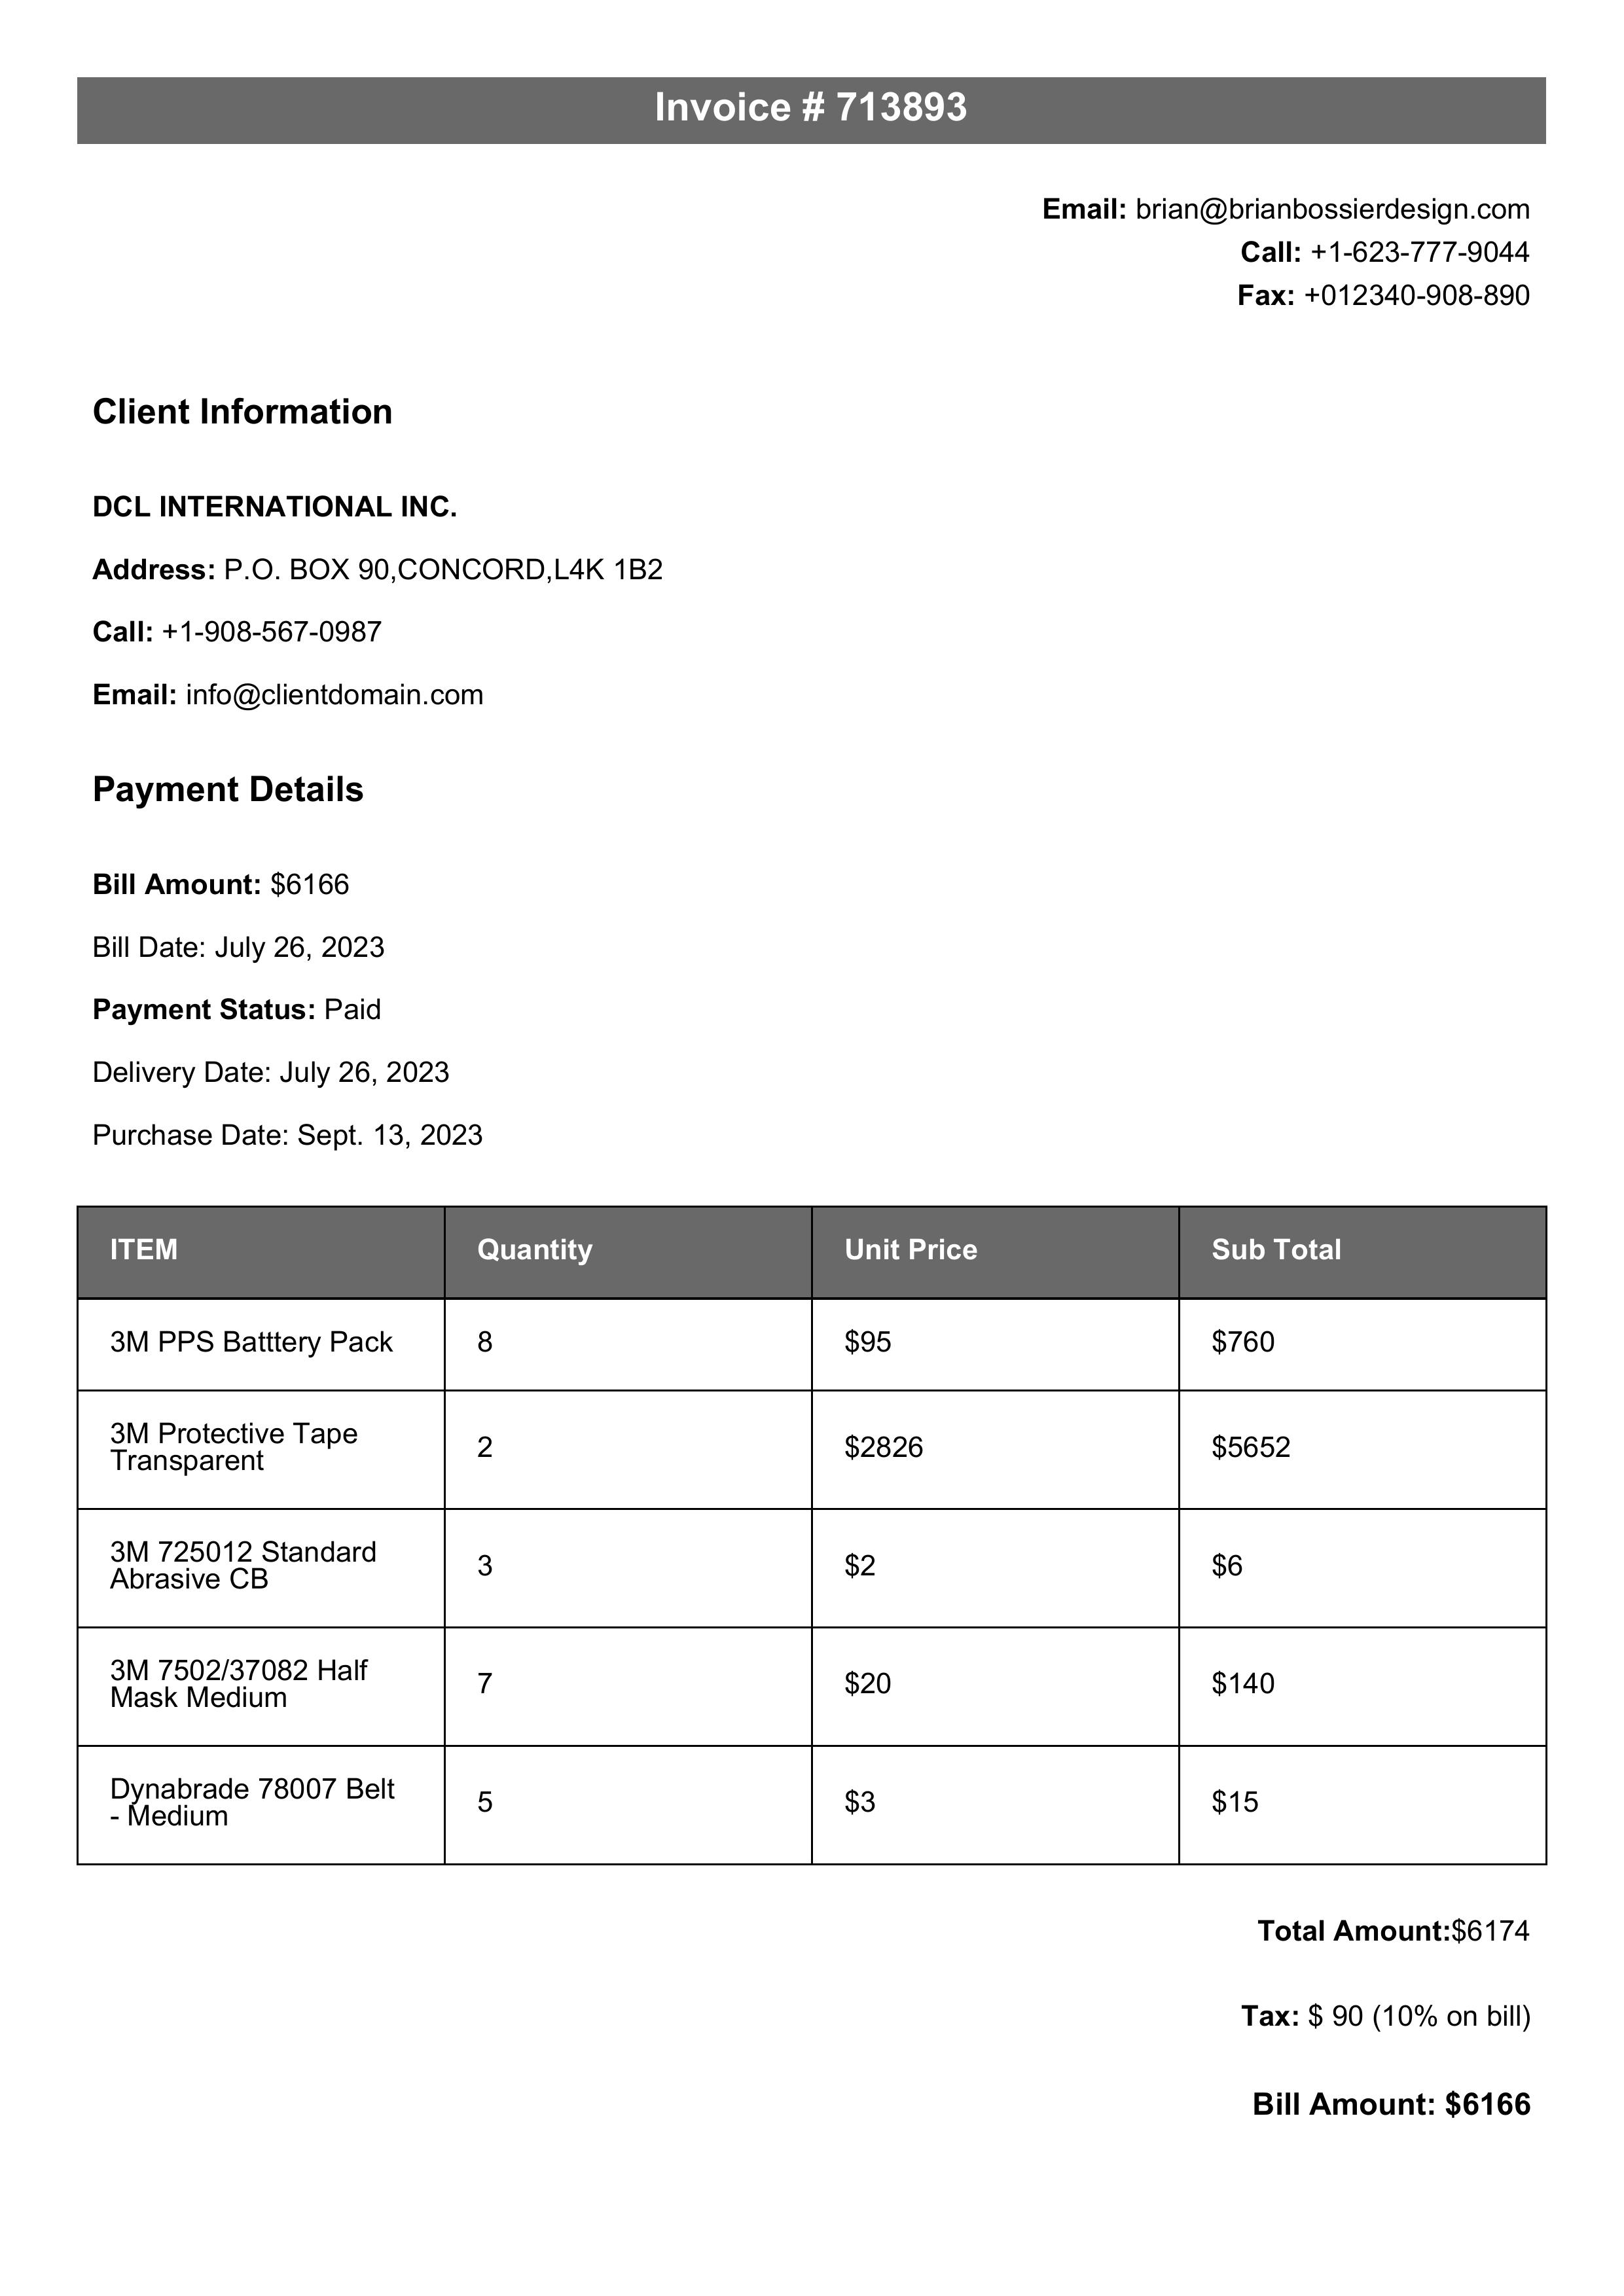 Invoice # 713893
Email: brian@brianbossierdesign.com
Call: +1-623-777-9044
Fax: +012340-908-890
Client Information
DCL INTERNATIONAL INC.
Address: P.O. BOX 90,CONCORD,L4K 1B2
Call: +1-908-567-0987
Email: info@clientdomain.com
Payment Details
Bill Amount: $6166
Bill Date: July 26, 2023
Payment Status: Paid
Delivery Date: July 26, 2023
Purchase Date: Sept. 13, 2023
ITEM Quantity Unit Price Sub Total
3M PPS Batttery Pack 8 $95 $760
3M Protective Tape
Transparent 2 $2826 $5652
3M 725012 Standard
Abrasive CB 3 $2 $6
3M 7502/37082 Half
Mask Medium 7 $20 $140
Dynabrade 78007 Belt
- Medium 5 $3 $15
Total Amount:$6174
Tax: $ 90 (10% on bill)
Bill Amount: $6166